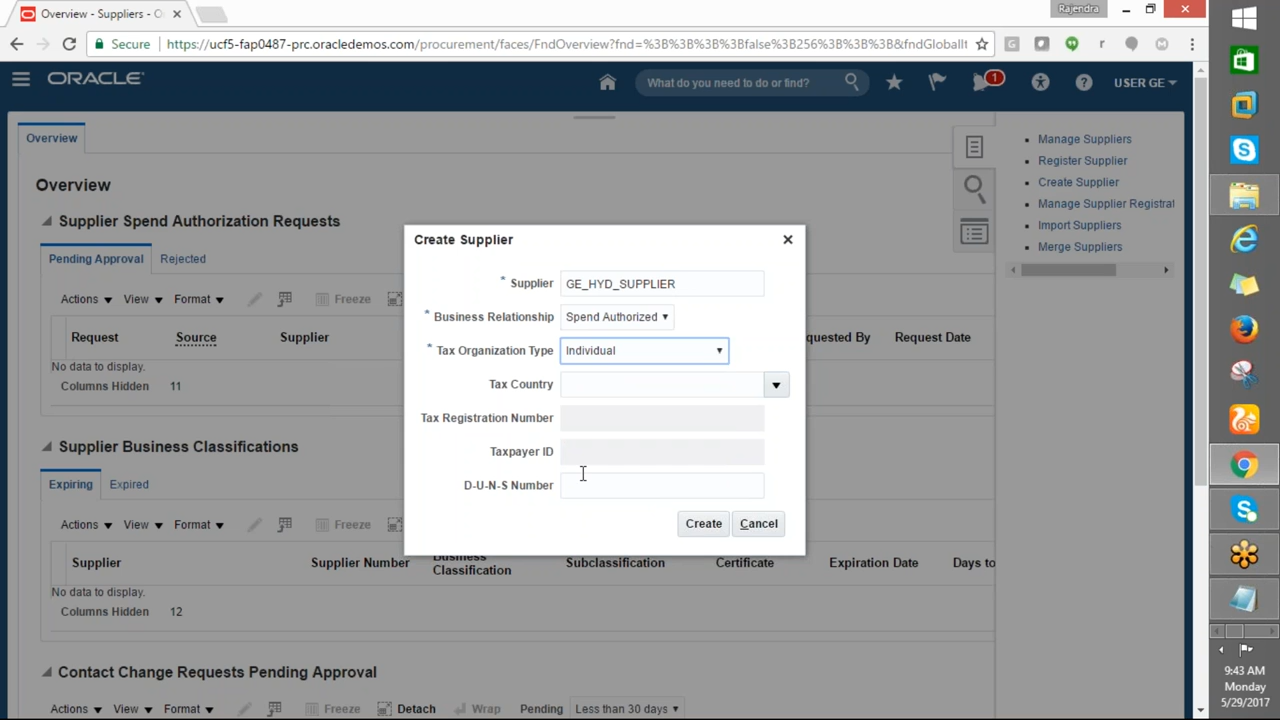 Overview - Suppliers - O
Rajendra
Secure
https://ucf5-fap0487-prc.oracledemos.com/procurement/faces/FndOverview?fnd=%3B%3B%3B%3Bfalse%3B256%3B%3B%3B&fndGlobalIt
ORACLE
What do you need to do or find?
1
USER GE
Overview
Overview
Supplier Spend Authorization Requests
Pending Approval Rejected
Actions View Format Freeze
Request Source Supplier quested By Request Date
No data to display.
Columns Hidden 11
Supplier Business Classifications
Expiring Expired
Actions View Format Freeze
Supplier Supplier Number Business Classification Subclassification Certificate Expiration Date Days to
No data to display.
Columns Hidden 12
Contact Change Requests Pending Approval
Actions View Format Freeze Detach Wrap Pending Less than 30 days
Manage Suppliers
Register Supplier
Create Supplier
Manage Supplier Registrat
Import Suppliers
Merge Suppliers
Create Supplier
* Supplier GE_HYD_SUPPLIER
* Business Relationship Spend Authorized
* Tax Organization Type Individual
Tax Country
Tax Registration Number
Taxpayer ID
D-U-N-S Number
Create Cancel
9:43 AM
Monday
5/29/2017